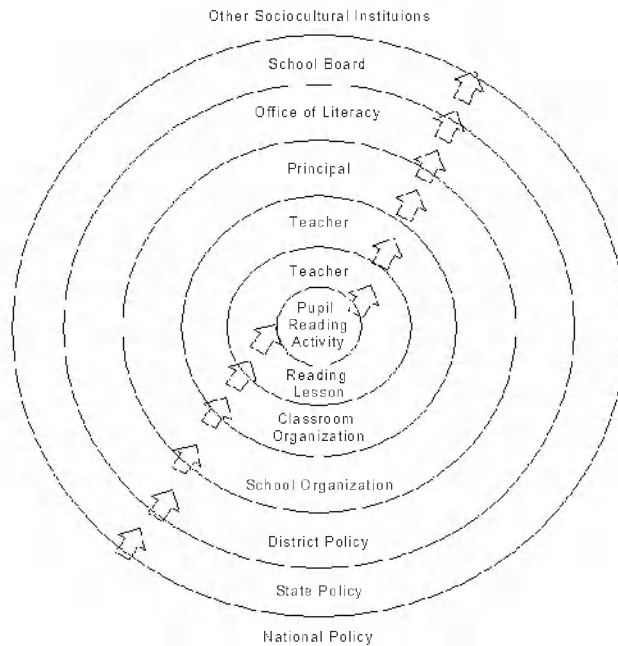 Other Sociocultural Instituions
School Board
Office of Literacy
Principal
Teacher
Teacher
Pupil
Reading
Activity
Reading
Lesson
Classroom
Organization
School Organization
District Policy
State Policy
National Policy